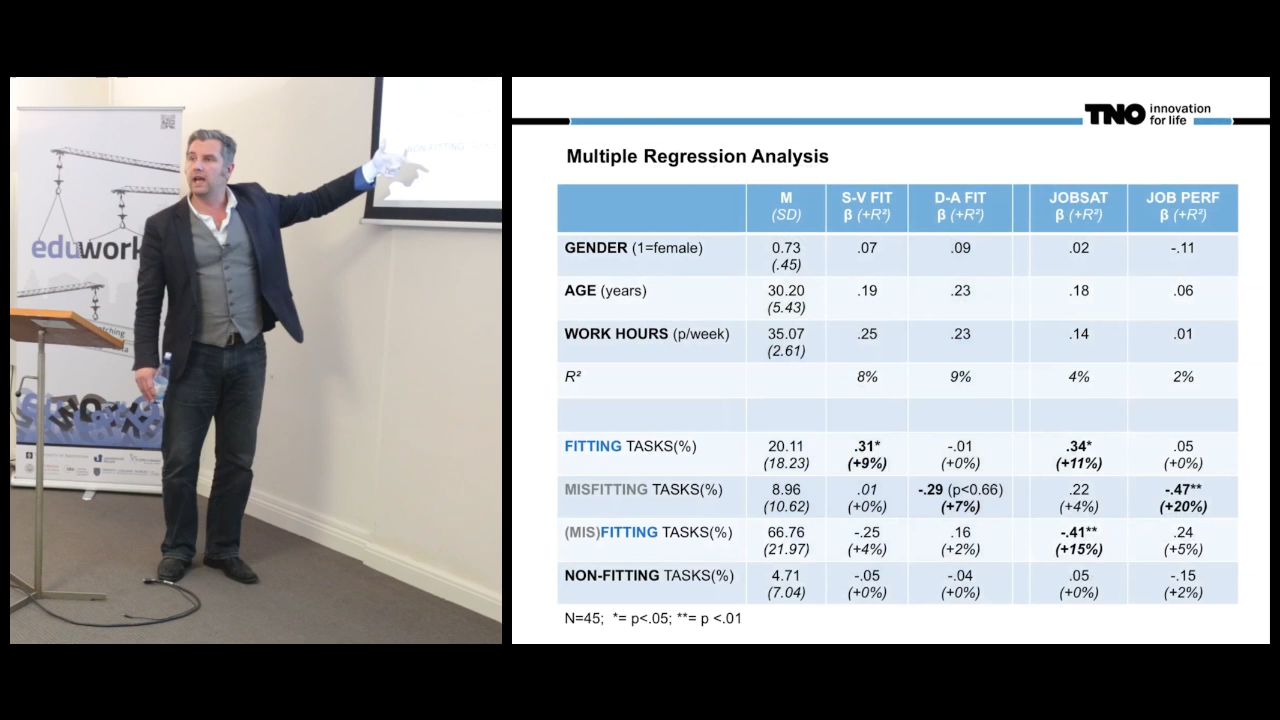 eduwork
NON-FITTING
TNO innovation
for life
Multiple Regression Analysis
M
(SD)
S-V FIT
β (+R²)
D-A FIT
β (+R²)
JOBSAT
β (+R²)
JOB PERF
β (+R²)
GENDER (1=female) 0.73 .07 .09 .02 -.11
(.45)
AGE (years) 30.20 .19 .23 .18 .06
(5.43)
WORK HOURS (p/week) 35.07 .25 .23 .14 .01
(2.61)
R² 8% 9% 4% 2%
FITTING TASKS(%) 20.11 .31* -.01 .34* .05
(18.23) (+9%) (+0%) (+11%) (+0%)
MISFITTING TASKS(%) 8.96 .01 -.29 (p<0.66) .22 -.47**
(10.62) (+0%) (+7%) (+4%) (+20%)
(MIS)FITTING TASKS(%) 66.76 -.25 .16 -.41** .24
(21.97) (+4%) (+2%) (+15%) (+5%)
NON-FITTING TASKS(%) 4.71 -.05 -.04 .05 -.15
(7.04) (+0%) (+0%) (+0%) (+2%)
N=45; *= p<.05; **= p <.01